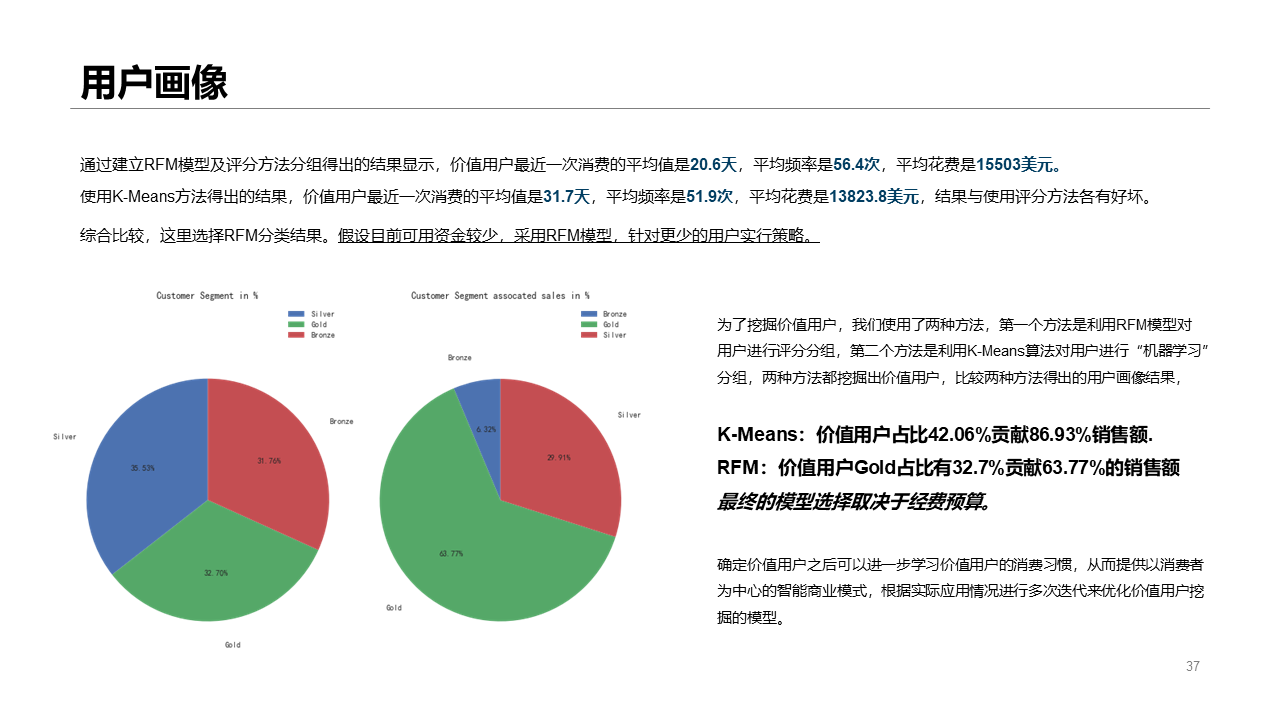 用户画像
通过建立RFM模型及评分方法分组得出的结果显示，价值用户最近一次消费的平均值是20.6天，平均频率是56.4次，平均花费是15503美元。
使用K-Means方法得出的结果，价值用户最近一次消费的平均值是31.7天，平均频率是51.9次，平均花费是13823.8美元，结果与使用评分方法各有好坏。
综合比较，这里选择RFM分类结果。假设目前可用资金较少，采用RFM模型，针对更少的用户实行策略。
Customer Segment in %
Silver
Gold
Bronze
Silver
Bronze
35.53%
31.76%
32.70%
Gold
Customer Segment assocated sales in %
Bronze
Gold
Silver
Bronze
Silver
6.32%
29.91%
63.77%
Gold
为了挖掘价值用户，我们使用了两种方法，第一个方法是利用RFM模型对
用户进行评分分组，第二个方法是利用K-Means算法对用户进行“机器学习”
分组，两种方法都挖掘出价值用户，比较两种方法得出的用户画像结果，
K-Means：价值用户占比42.06%贡献86.93%销售额.
RFM：价值用户Gold占比有32.7%贡献63.77%的销售额
最终的模型选择取决于经费预算。
确定价值用户之后可以进一步学习价值用户的消费习惯，从而提供以消费者
为中心的智能商业模式，根据实际应用情况进行多次迭代来优化价值用户挖
掘的模型。
37